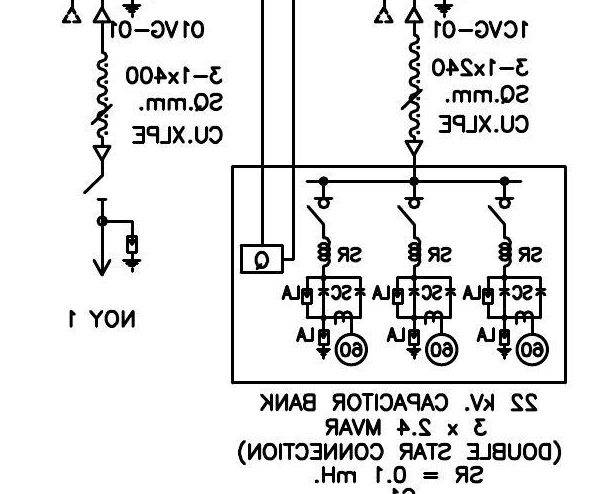 01VG-01
3-1x400
SQ.mm.
CU.XLPE
NOY 1
1CVG-01
3-1x240
SQ.mm.
CU.XLPE
Q
SR SR SR
LA SC LA SC LA SC
LA 60 LA 60 LA 60
22 kV. CAPACITOR BANK
3 x 2.4 MVAR
(DOUBLE STAR CONNECTION)
SR = 0.1 mH.